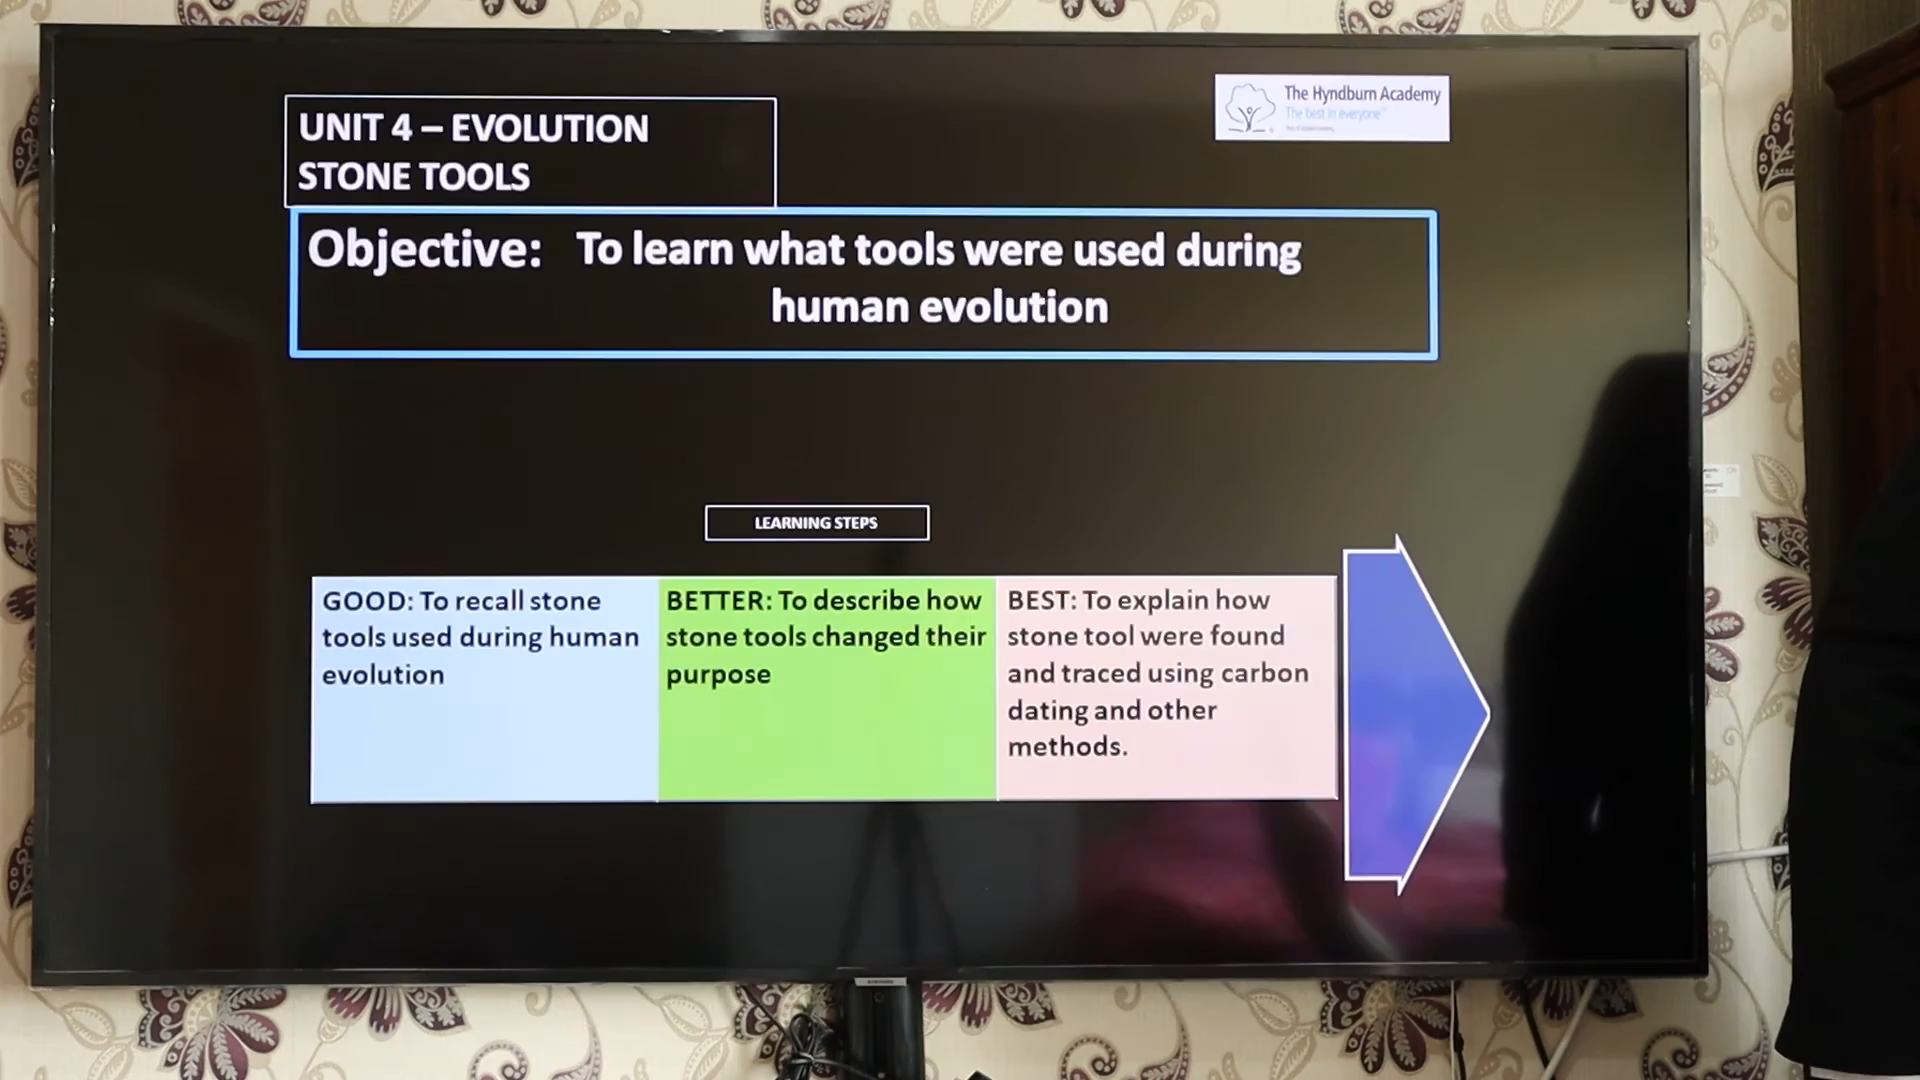 The Hyndburn Academy
The best in everyone™
UNIT 4 – EVOLUTION
STONE TOOLS
Objective: To learn what tools were used during
human evolution
LEARNING STEPS
GOOD: To recall stone
tools used during human
evolution
BETTER: To describe how
stone tools changed their
purpose
BEST: To explain how
stone tool were found
and traced using carbon
dating and other
methods.
SAMSUNG